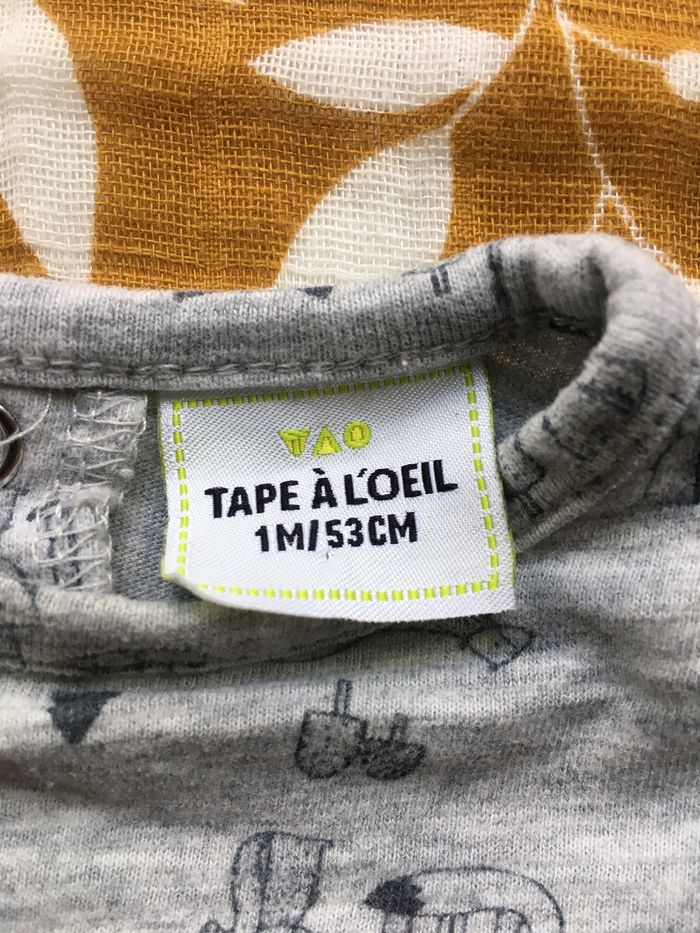 TAO
TAPE À L'OEIL
1M/53CM